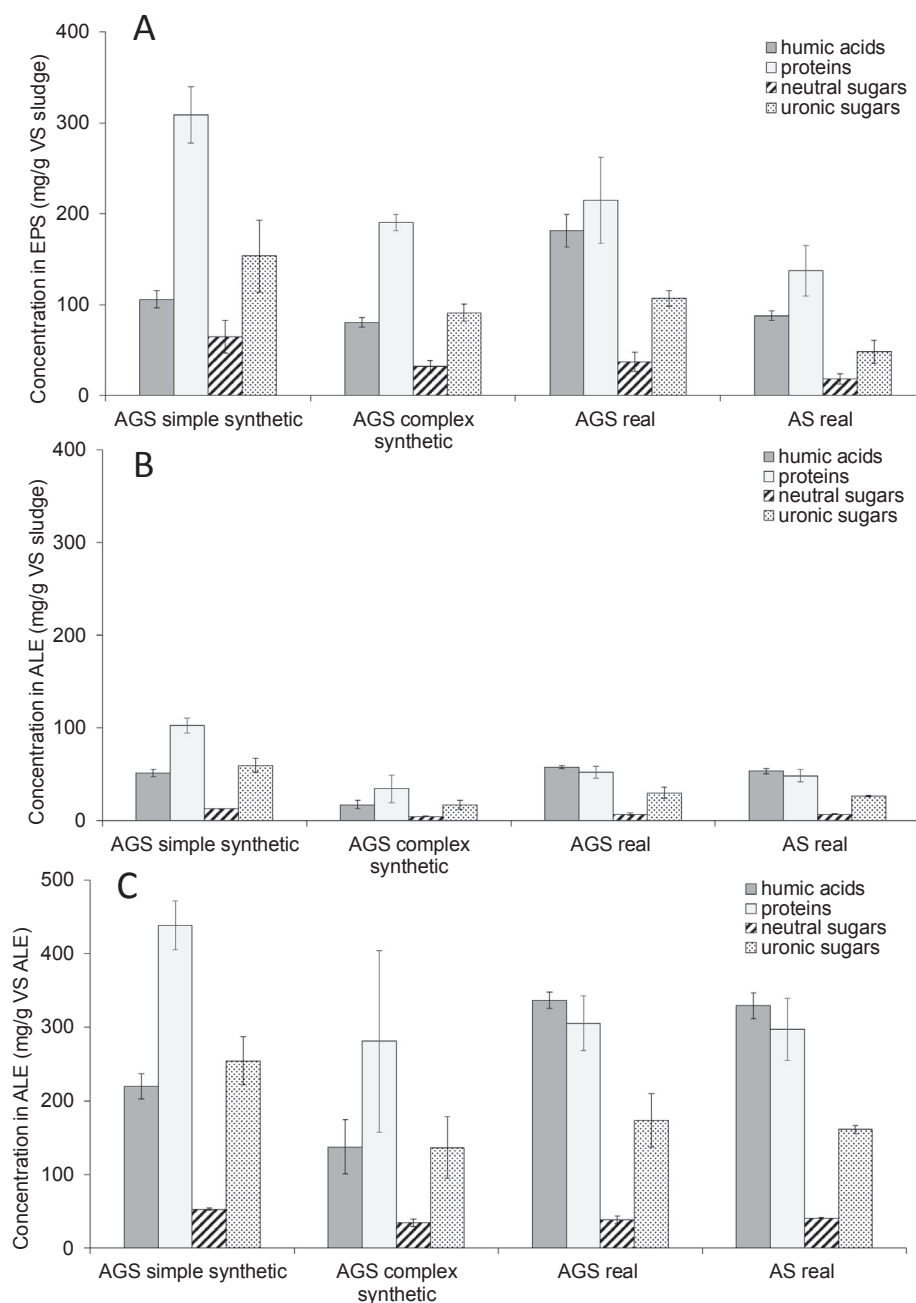 A
Concentration in EPS (mg/g VS sludge)
400
300
200
100
0
humic acids
proteins
neutral sugars
uronic sugars
AGS simple synthetic
AGS complex
synthetic
AGS real
AS real
B
Concentration in ALE (mg/g VS sludge)
400
300
200
100
0
humic acids
proteins
neutral sugars
uronic sugars
AGS simple synthetic
AGS complex
synthetic
AGS real
AS real
C
Concentration in ALE (mg/g VS ALE)
500
400
300
200
100
0
humic acids
proteins
neutral sugars
uronic sugars
AGS simple synthetic
AGS complex
synthetic
AGS real
AS real